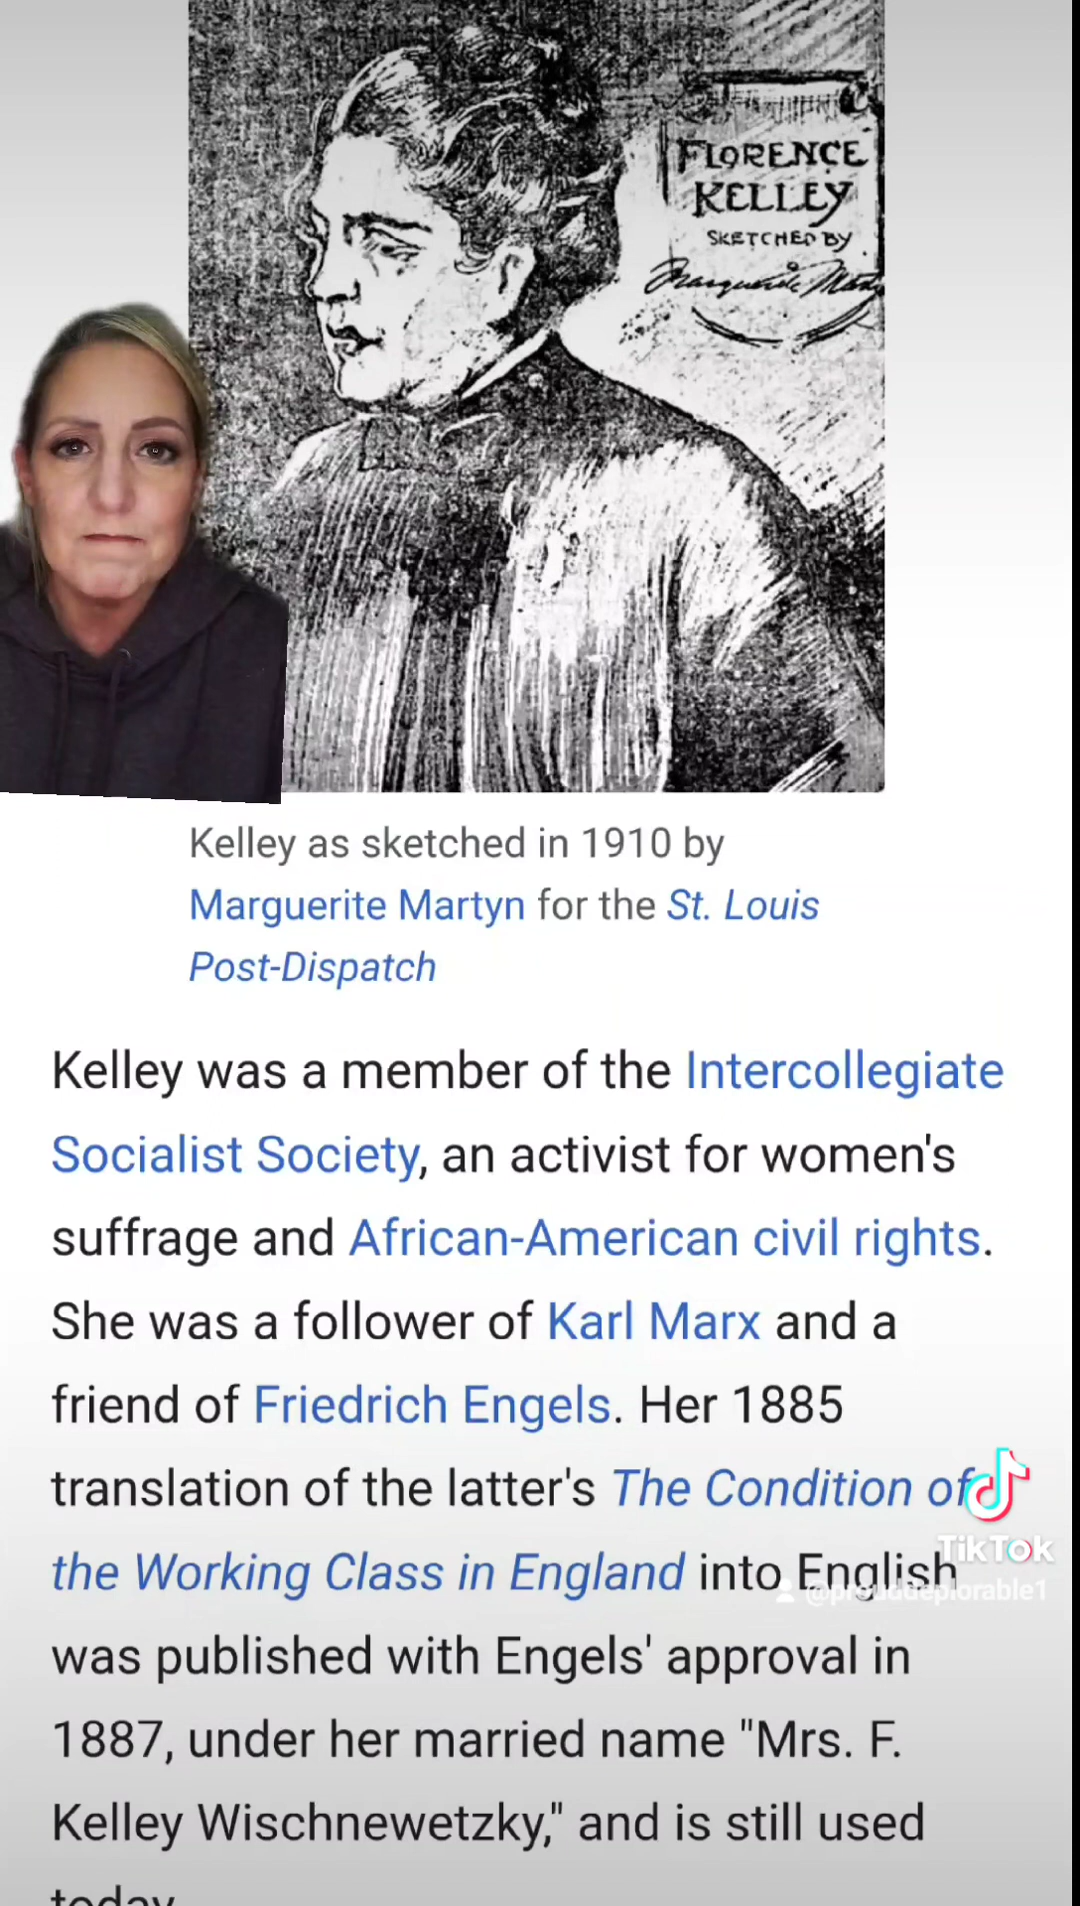 FLORENCE
KELLEY
SKETCHED BY
Marguerite Martyn
Kelley as sketched in 1910 by
Marguerite Martyn for the St. Louis
Post-Dispatch
Kelley was a member of the Intercollegiate
Socialist Society, an activist for women's
suffrage and African-American civil rights.
She was a follower of Karl Marx and a
friend of Friedrich Engels. Her 1885
translation of the latter's The Condition of
the Working Class in England into English
was published with Engels' approval in
1887, under her married name "Mrs. F.
Kelley Wischnewetzky," and is still used
today
TikTok
@prouddeplorable1